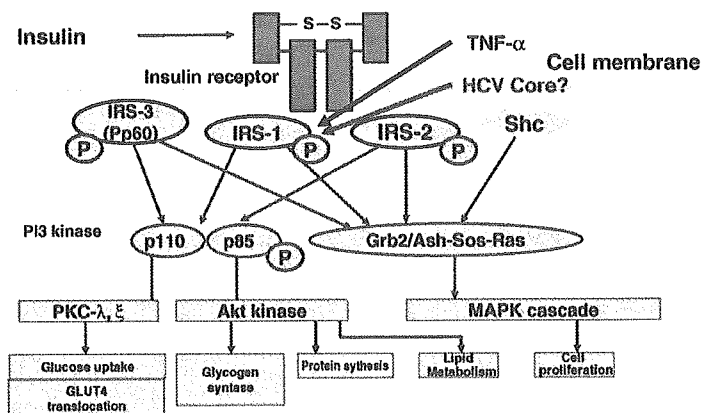 Insulin
S–S
TNF-α
Cell membrane
Insulin receptor
HCV Core?
IRS-3
(Pp60)
P
IRS-1
P
IRS-2
P
Shc
PI3 kinase
p110
p85
P
Grb2/Ash-Sos-Ras
PKC-λ, ξ
Akt kinase
MAPK cascade
Glucose uptake
GLUT4
translocation
Glycogen
syntase
Protein sythesis
Lipid
Metabolism
Cell
proliferation